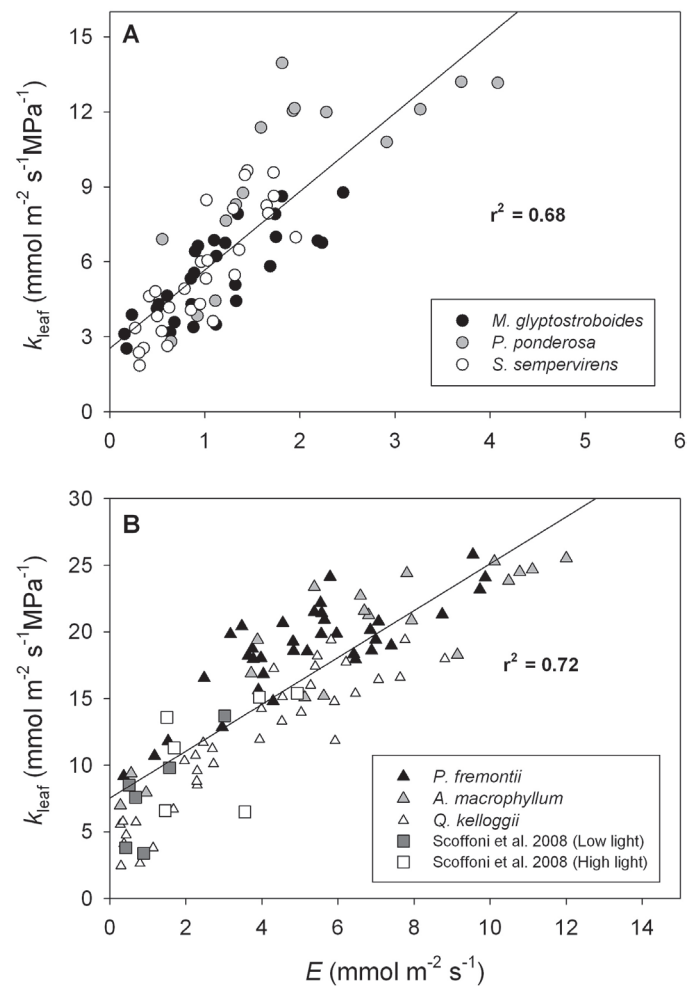 A
15
12
9
6
3
0
k leaf (mmol m⁻² s⁻¹MPa⁻¹)
r² = 0.68
M. glyptostroboides
P. ponderosa
S. sempervirens
0 1 2 3 4 5 6
B
30
25
20
15
10
5
0
k leaf (mmol m⁻² s⁻¹MPa⁻¹)
r² = 0.72
P. fremontii
A. macrophyllum
Q. kelloggii
Scoffoni et al. 2008 (Low light)
Scoffoni et al. 2008 (High light)
0 2 4 6 8 10 12 14
E (mmol m⁻² s⁻¹)